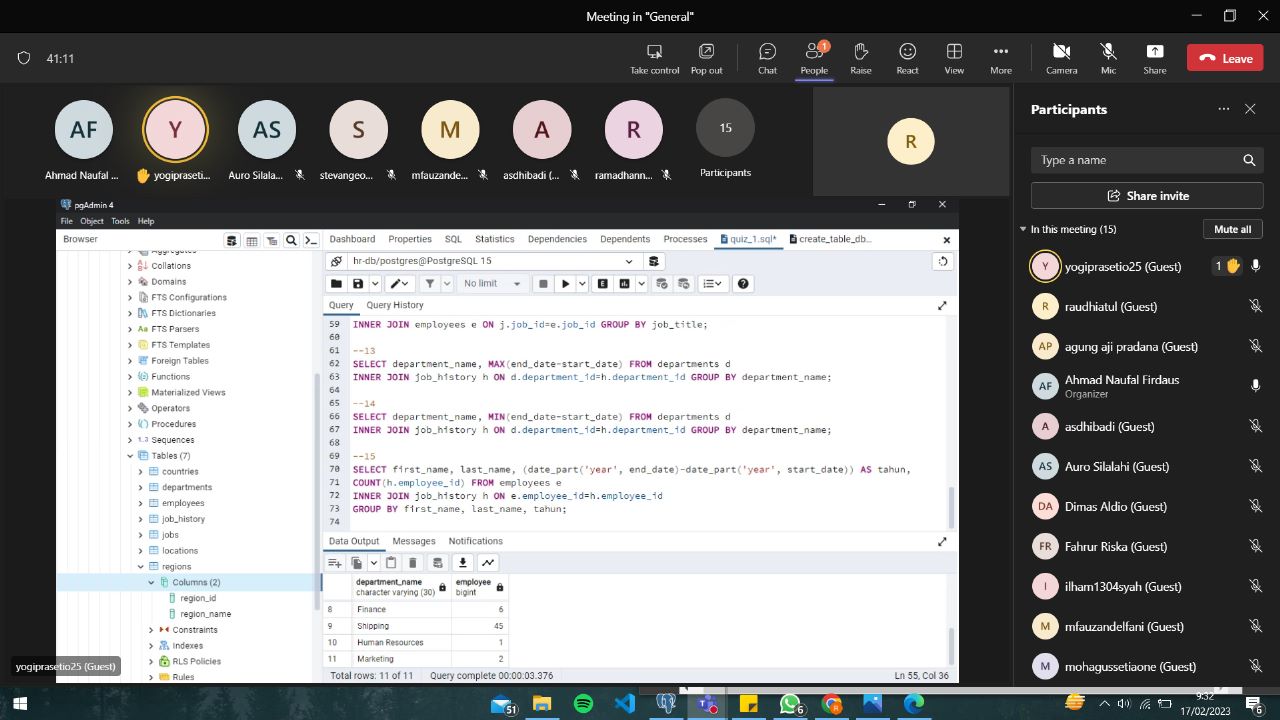 Meeting in "General"
41:11
Take control
Pop out
Chat
1
People
Raise
React
View
More
Camera
Mic
Share
Leave
AF
Y
AS
S
M
A
R
15
R
Ahmad Naufal ...
yogipraseti...
Auro Silala...
stevangeo...
mfauzande...
asdhibadi (...
ramadhann...
Participants
pgAdmin 4
File Object Tools Help
Browser
Dashboard Properties SQL Statistics Dependencies Dependents Processes quiz_1.sql* create_table_db...
Aggregates
Collations
Domains
FTS Configurations
FTS Dictionaries
Aa FTS Parsers
FTS Templates
Foreign Tables
Functions
Materialized Views
Operators
Procedures
1..3 Sequences
Tables (7)
countries
departments
employees
job_history
jobs
locations
regions
Columns (2)
region_id
region_name
Constraints
Indexes
RLS Policies
Rules
hr-db/postgres@PostgreSQL 15
No limit
E
Query Query History
59 INNER JOIN employees e ON j.job_id=e.job_id GROUP BY job_title;
60
61 --13
62 SELECT department_name, MAX(end_date-start_date) FROM departments d
63 INNER JOIN job_history h ON d.department_id=h.department_id GROUP BY department_name;
64
65 --14
66 SELECT department_name, MIN(end_date-start_date) FROM departments d
67 INNER JOIN job_history h ON d.department_id=h.department_id GROUP BY department_name;
68
69 --15
70 SELECT first_name, last_name, (date_part('year', end_date)-date_part('year', start_date)) AS tahun,
71 COUNT(h.employee_id) FROM employees e
72 INNER JOIN job_history h ON e.employee_id=h.employee_id
73 GROUP BY first_name, last_name, tahun;
74
Data Output Messages Notifications
department_name employee
character varying (30) bigint
8 Finance 6
9 Shipping 45
10 Human Resources 1
11 Marketing 2
Total rows: 11 of 11 Query complete 00:00:03.376 Ln 55, Col 36
yogiprasetio25 (Guest)
Participants
Type a name
Share invite
In this meeting (15)
Mute all
Y yogiprasetio25 (Guest) 1
R raudhiatul (Guest)
AP agung aji pradana (Guest)
AF Ahmad Naufal Firdaus
Organizer
A asdhibadi (Guest)
AS Auro Silalahi (Guest)
DA Dimas Aldio (Guest)
FR Fahrur Riska (Guest)
I ilham1304syah (Guest)
M mfauzandelfani (Guest)
M mohagussetiaone (Guest)
51
6
R
9:32
17/02/2023
6